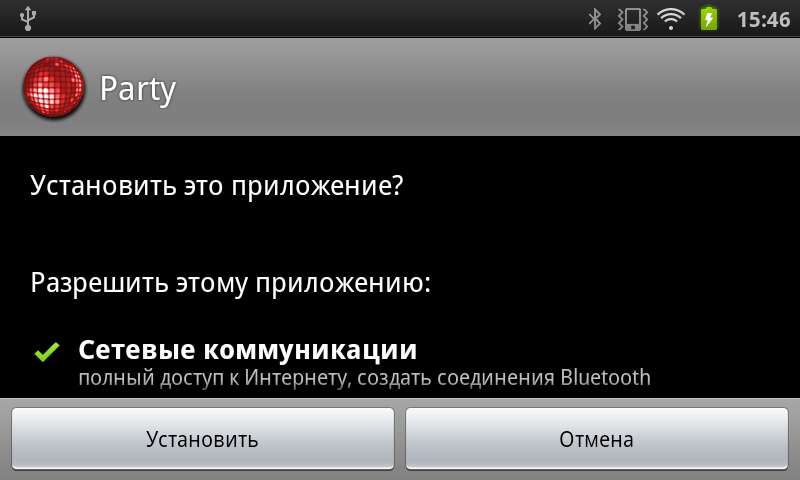 15:46
Party
Установить это приложение?
Разрешить этому приложению:
Сетевые коммуникации
полный доступ к Интернету, создать соединения Bluetooth
Установить
Отмена